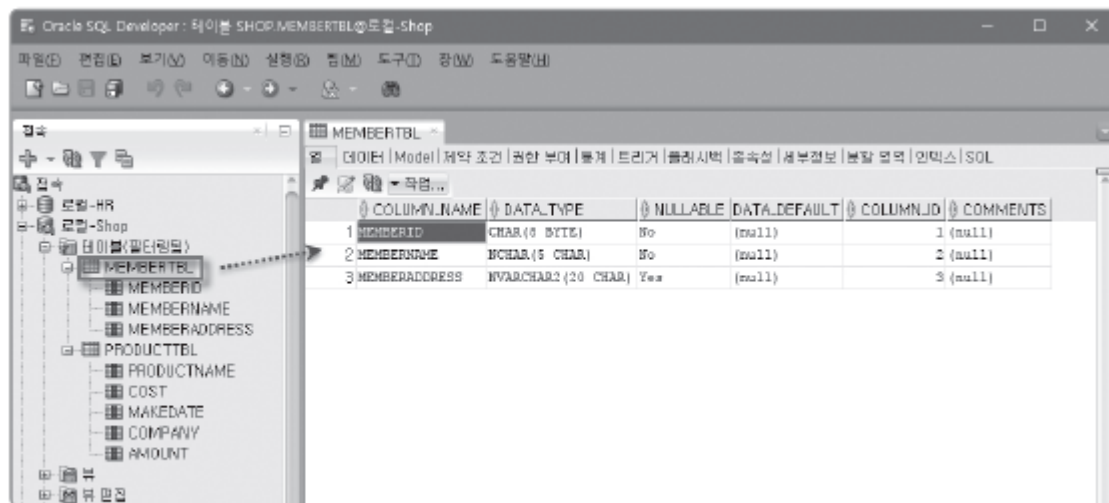 Oracle SQL Developer : 테이블 SHOP.MEMBERTBL@로컬-Shop
파일(F) 편집(E) 보기(V) 이동(N) 실행(R) 팀(M) 도구(T) 창(W) 도움말(H)
접속
접속
로컬-HR
로컬-Shop
테이블(필터링됨)
MEMBERTBL
MEMBERID
MEMBERNAME
MEMBERADDRESS
PRODUCTTBL
PRODUCTNAME
COST
MAKEDATE
COMPANY
AMOUNT
뷰
뷰 편집
MEMBERTBL
열 데이터 Model 제약 조건 권한 부여 통계 트리거 플래시백 종속성 세부정보 분할 영역 인덱스 SQL
작업...
COLUMN_NAME DATA_TYPE NULLABLE DATA_DEFAULT COLUMN_ID COMMENTS
1 MEMBERID CHAR(8 BYTE) No (null) 1 (null)
2 MEMBERNAME NCHAR(5 CHAR) No (null) 2 (null)
3 MEMBERADDRESS NVARCHAR2(20 CHAR) Yes (null) 3 (null)